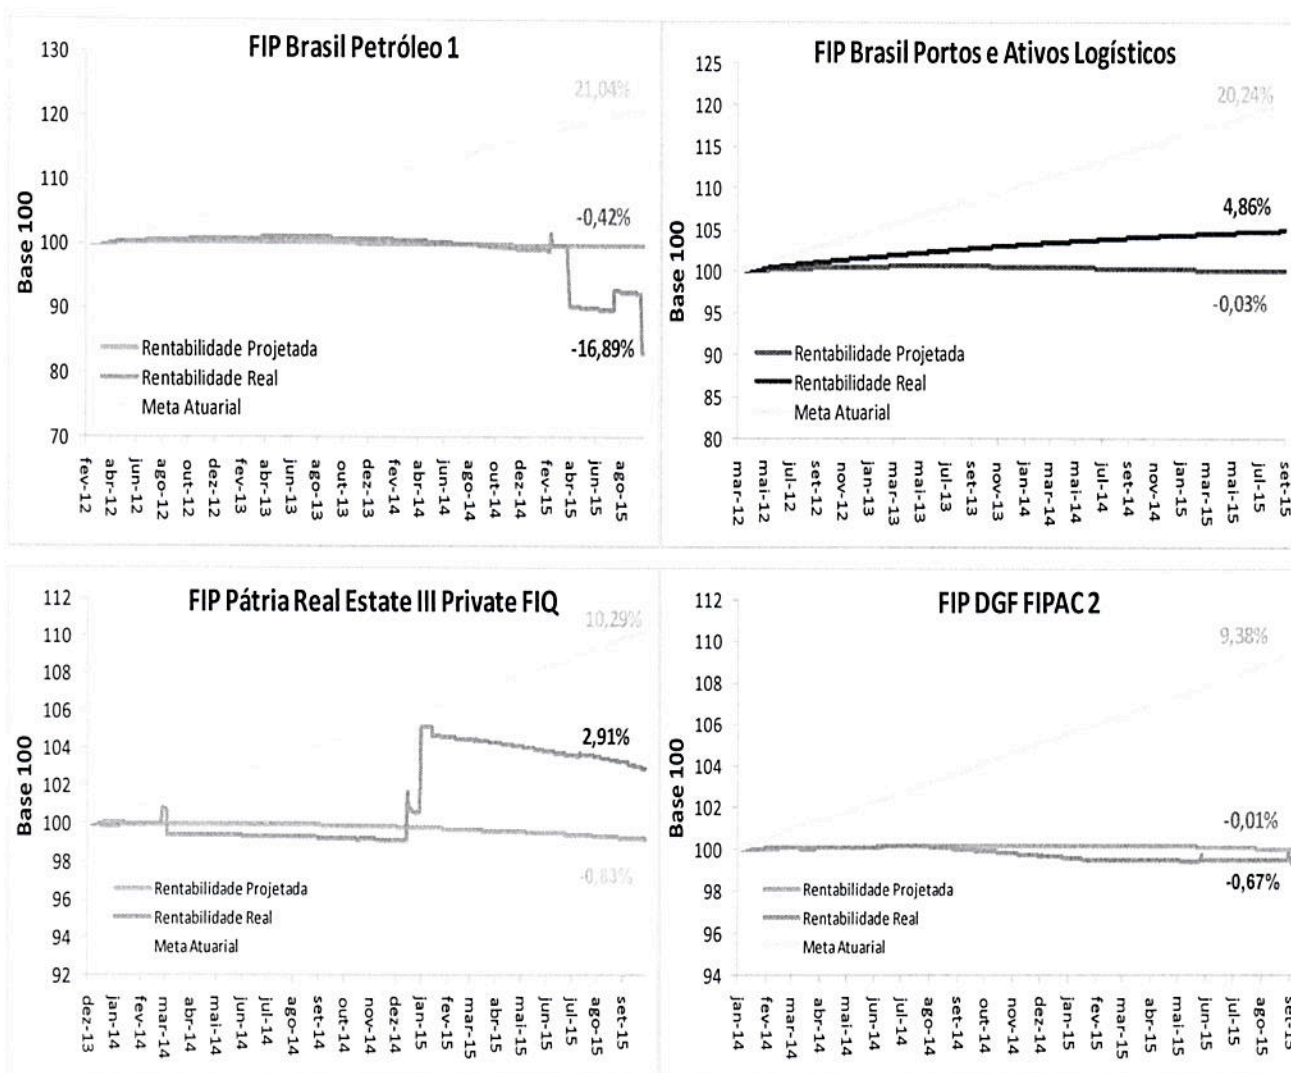 FIP Brasil Petróleo 1
130
120
110
100
90
80
70
Base 100
21,04%
-0,42%
-16,89%
Rentabilidade Projetada
Rentabilidade Real
Meta Atuarial
fev-12
abr-12
jun-12
ago-12
out-12
dez-12
fev-13
abr-13
jun-13
ago-13
out-13
dez-13
fev-14
abr-14
jun-14
ago-14
out-14
dez-14
fev-15
abr-15
jun-15
ago-15
FIP Brasil Portos e Ativos Logísticos
125
120
115
110
105
100
95
90
85
80
Base 100
20,24%
4,86%
-0,03%
Rentabilidade Projetada
Rentabilidade Real
Meta Atuarial
mar-12
mai-12
jul-12
set-12
nov-12
jan-13
mar-13
mai-13
jul-13
set-13
nov-13
jan-14
mar-14
mai-14
jul-14
set-14
nov-14
jan-15
mar-15
mai-15
jul-15
set-15
FIP Pátria Real Estate III Private FIQ
112
110
108
106
104
102
100
98
96
94
92
Base 100
10,29%
2,91%
-0,83%
Rentabilidade Projetada
Rentabilidade Real
Meta Atuarial
dez-13
jan-14
fev-14
mar-14
mai-14
jun-14
jul-14
ago-14
set-14
out-14
nov-14
dez-14
jan-15
fev-15
mar-15
abr-15
mai-15
jun-15
jul-15
ago-15
set-15
FIP DGF FIPAC 2
112
110
108
106
104
102
100
98
96
94
Base 100
9,38%
-0,01%
-0,67%
Rentabilidade Projetada
Rentabilidade Real
Meta Atuarial
jan-14
fev-14
mar-14
abr-14
mai-14
jun-14
jul-14
ago-14
set-14
out-14
nov-14
dez-14
jan-15
fev-15
mar-15
abr-15
mai-15
jun-15
jul-15
ago-15
set-15